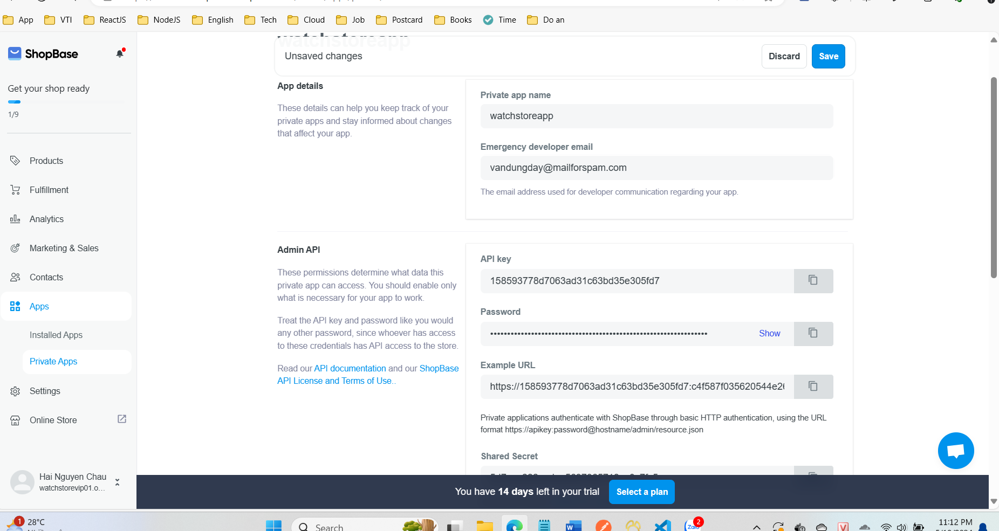 App
VTI
ReactJS
NodeJS
English
Tech
Cloud
Job
Postcard
Books
Time
Do an
ShopBase
Get your shop ready
1/9
Products
Fulfillment
Analytics
Marketing & Sales
Contacts
Apps
Installed Apps
Private Apps
Settings
Online Store
Hai Nguyen Chau
watchstorevip01.o...
watchstoreapp
Unsaved changes
Discard
Save
App details
These details can help you keep track of your
private apps and stay informed about changes
that affect your app.
Private app name
watchstoreapp
Emergency developer email
vandungday@mailforspam.com
The email address used for developer communication regarding your app.
Admin API
These permissions determine what data this
private app can access. You should enable only
what is necessary for your app to work.
Treat the API key and password like you would
any other password, since whoever has access
to these credentials has API access to the store.
Read our API documentation and our ShopBase
API License and Terms of Use..
API key
158593778d7063ad31c63bd35e305fd7
Password
Show
Example URL
https://158593778d7063ad31c63bd35e305fd7:c4f587f035620544e26
Private applications authenticate with ShopBase through basic HTTP authentication, using the URL
format https://apikey:password@hostname/admin/resource.json
Shared Secret
You have 14 days left in your trial
Select a plan
1
28°C
Search
Zalo
2
11:12 PM